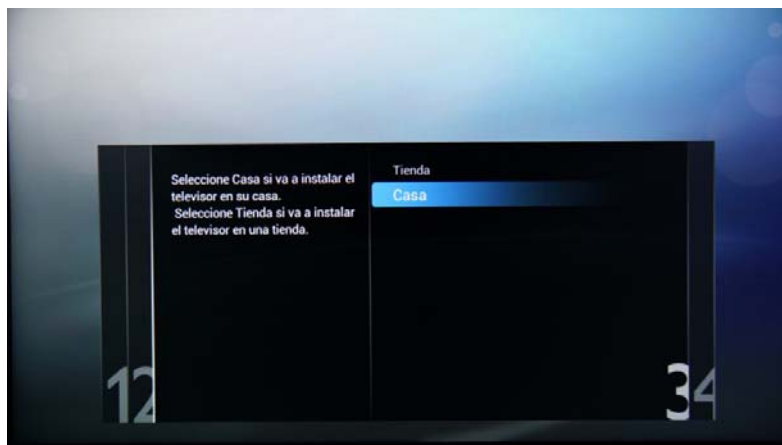 Seleccione Casa si va a instalar el
televisor en su casa.
Seleccione Tienda si va a instalar
el televisor en una tienda.
Tienda
Casa
12
34